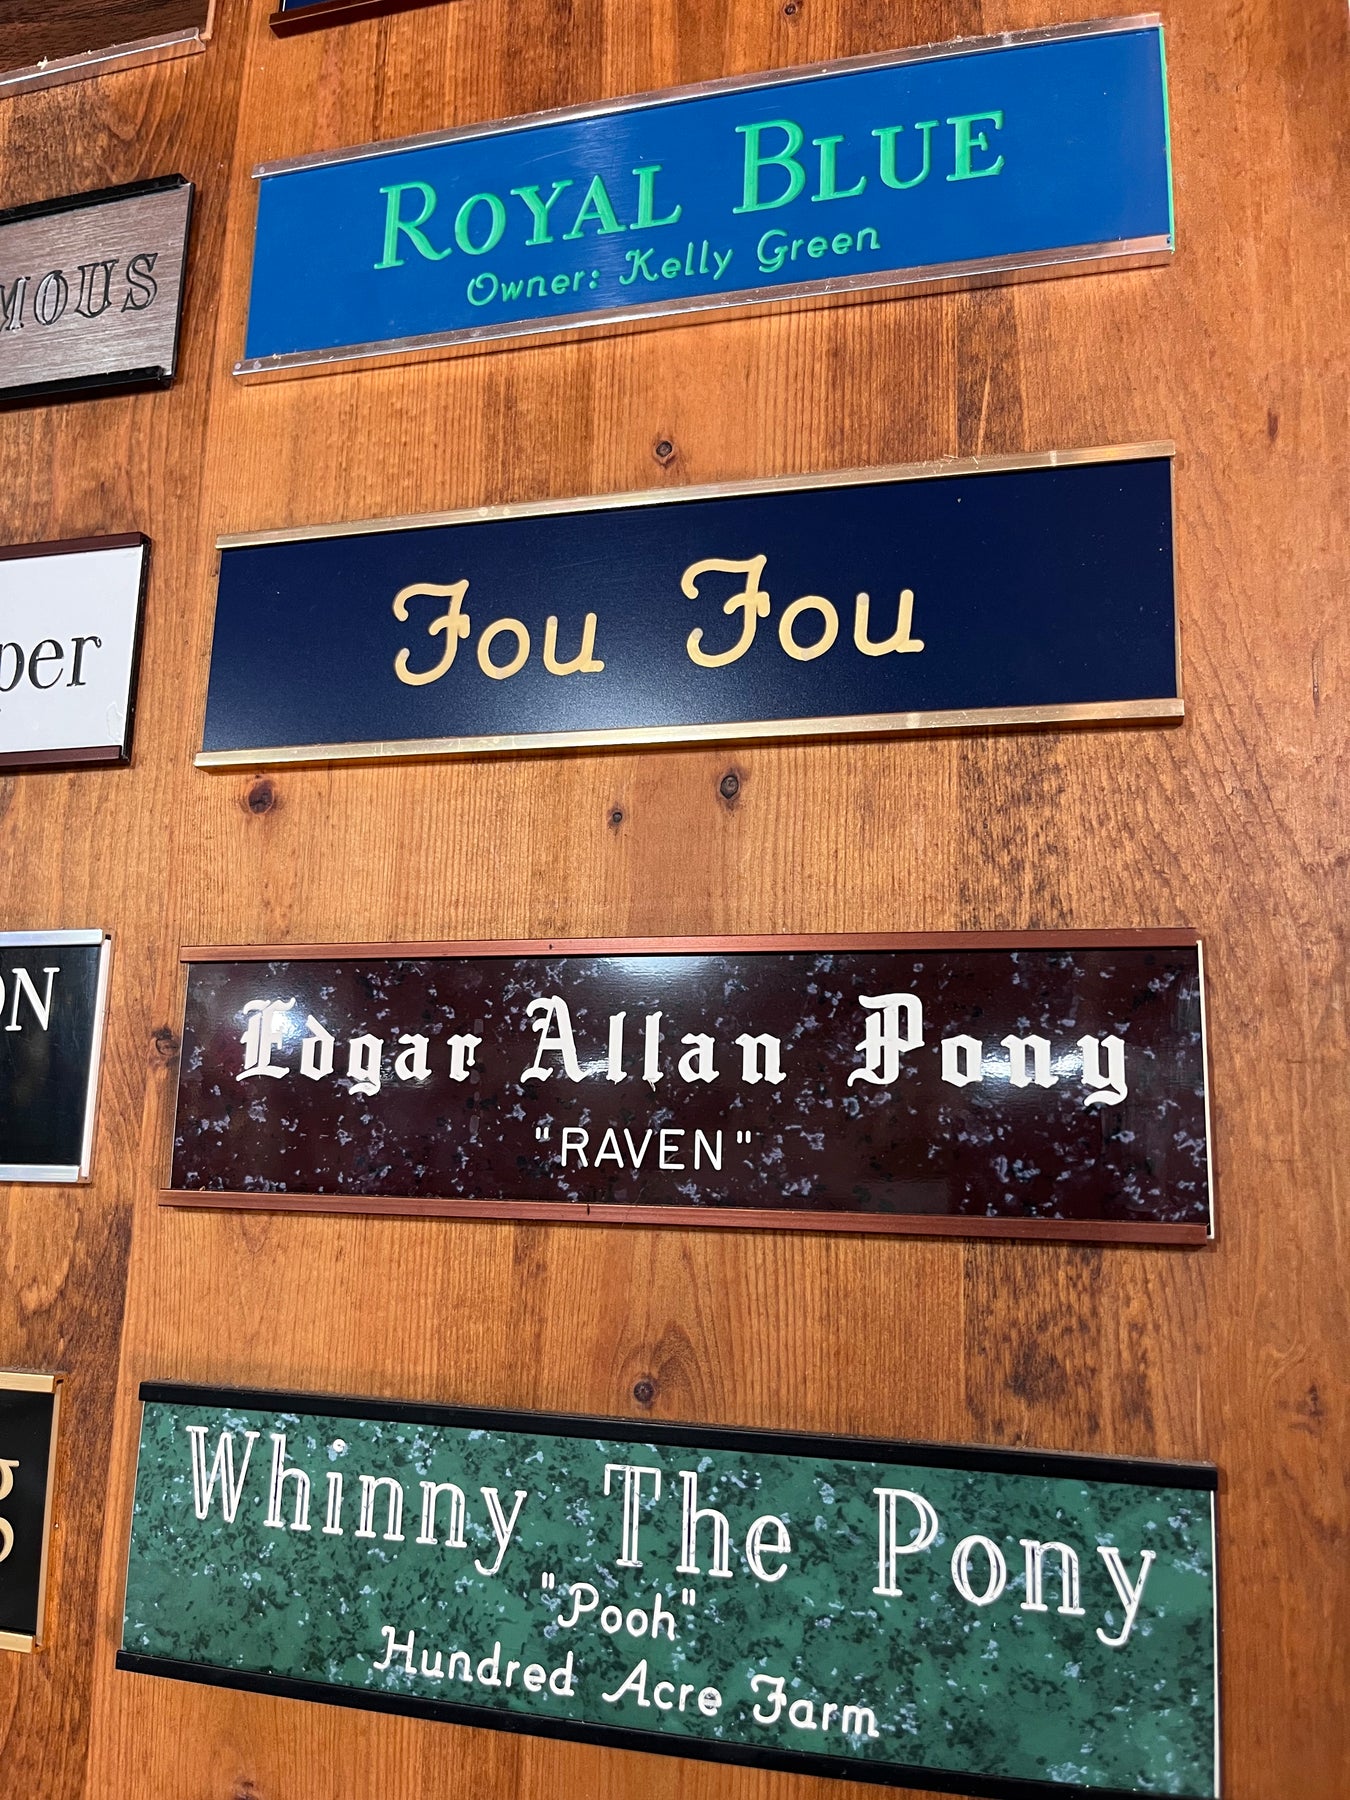 ROYAL BLUE
Owner: Kelly Green
Fou Fou
Edgar Allan Pony
"RAVEN"
Whinny The Pony
"Pooh"
Hundred Acre Farm